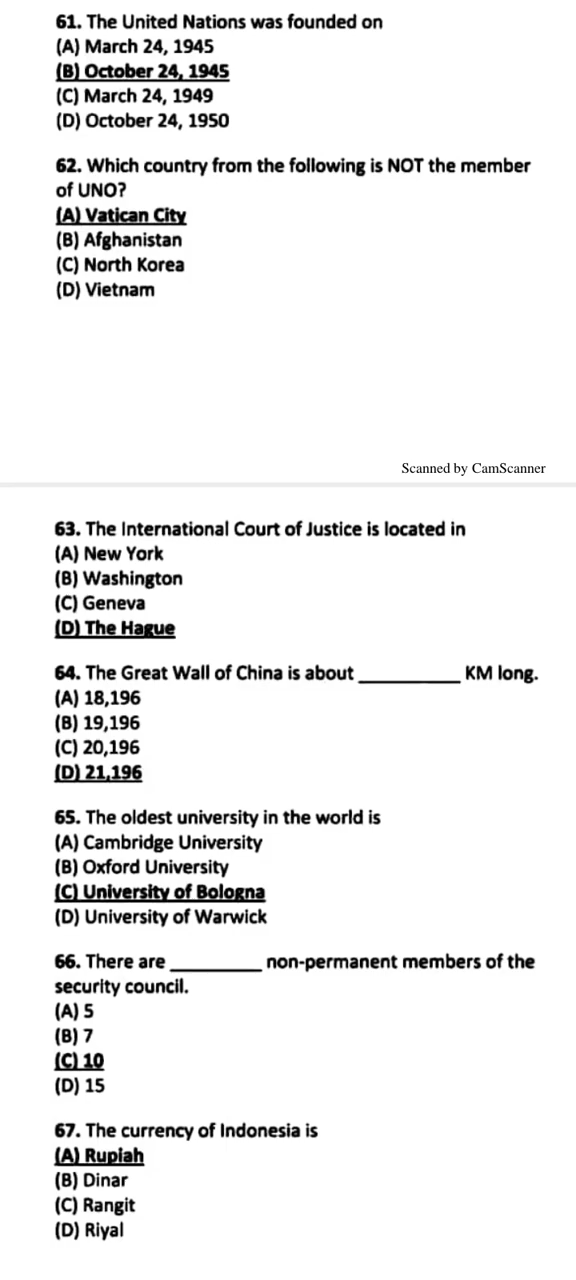 61. The United Nations was founded on
(A) March 24, 1945
(B) October 24, 1945
(C) March 24, 1949
(D) October 24, 1950
62. Which country from the following is NOT the member
of UNO?
(A) Vatican City
(B) Afghanistan
(C) North Korea
(D) Vietnam
Scanned by CamScanner
63. The International Court of Justice is located in
(A) New York
(B) Washington
(C) Geneva
(D) The Hague
64. The Great Wall of China is about __________ KM long.
(A) 18,196
(B) 19,196
(C) 20,196
(D) 21,196
65. The oldest university in the world is
(A) Cambridge University
(B) Oxford University
(C) University of Bologna
(D) University of Warwick
66. There are _________ non-permanent members of the
security council.
(A) 5
(B) 7
(C) 10
(D) 15
67. The currency of Indonesia is
(A) Rupiah
(B) Dinar
(C) Rangit
(D) Riyal